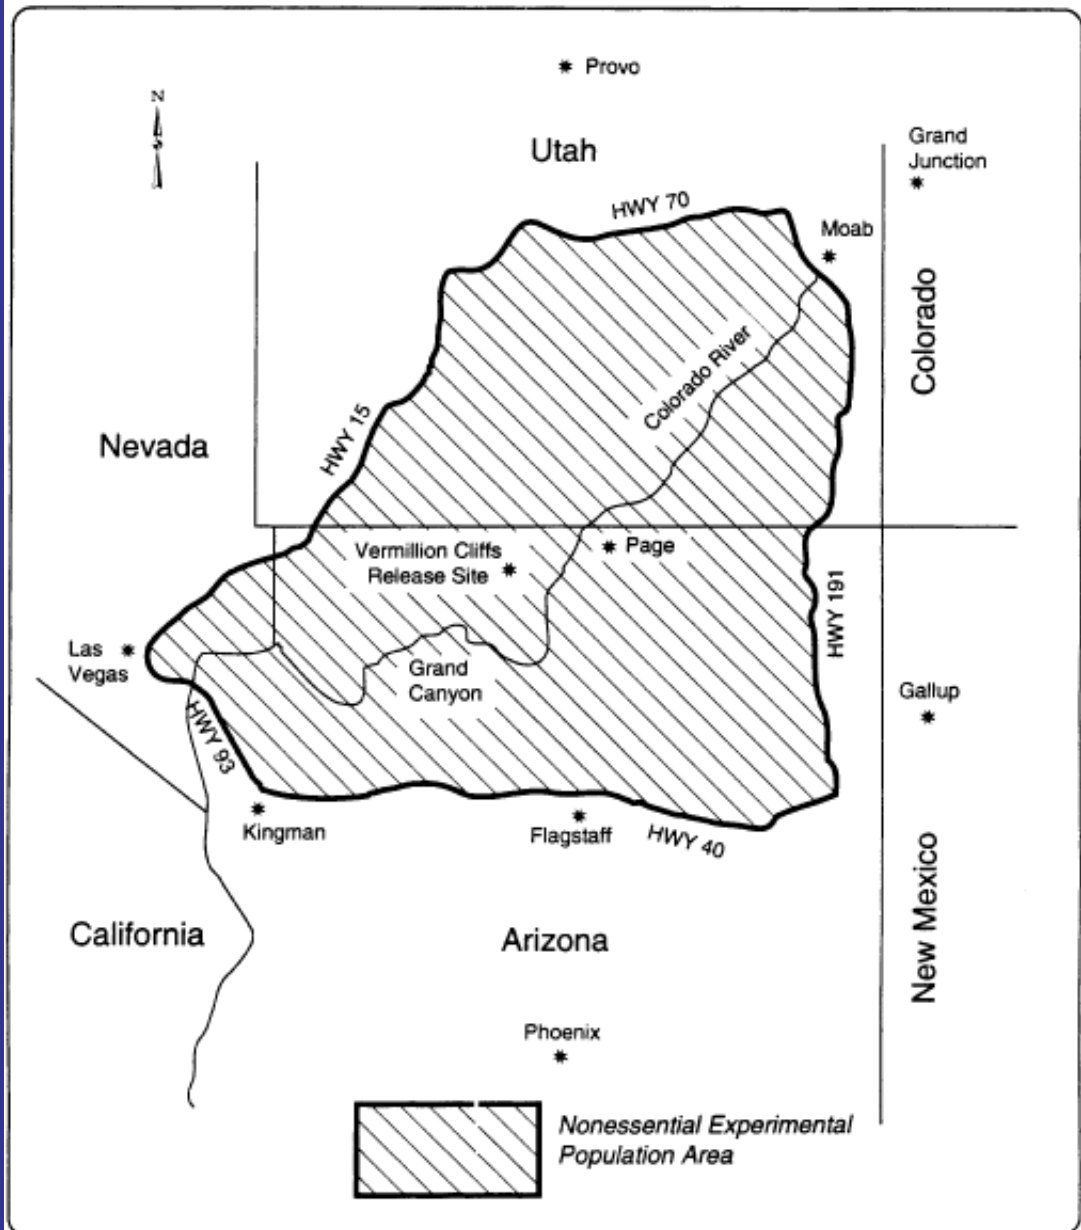 N
Provo
Utah
Grand
Junction
HWY 70
Moab
Colorado
Colorado River
HWY 15
Nevada
Vermillion Cliffs
Release Site
Page
HWY 191
Las
Vegas
Grand
Canyon
Gallup
HWY 93
Kingman
Flagstaff
HWY 40
New Mexico
California
Arizona
Phoenix
Nonessential Experimental
Population Area